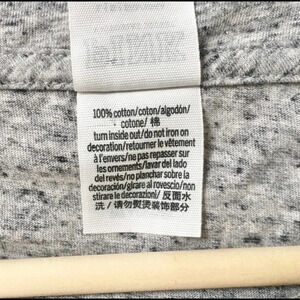 100% cotton/coton/algodón/
cotone/ 棉
turn inside out/do not iron on
decoration/retourner le vêtement
à l'envers/ne pas repasser sur
les ornements/lavar del lado
del revés/no planchar sobre la
decoración/girare al rovescio/non
stirare le decorazioni/ 反面水
洗 / 请勿熨烫装饰部分